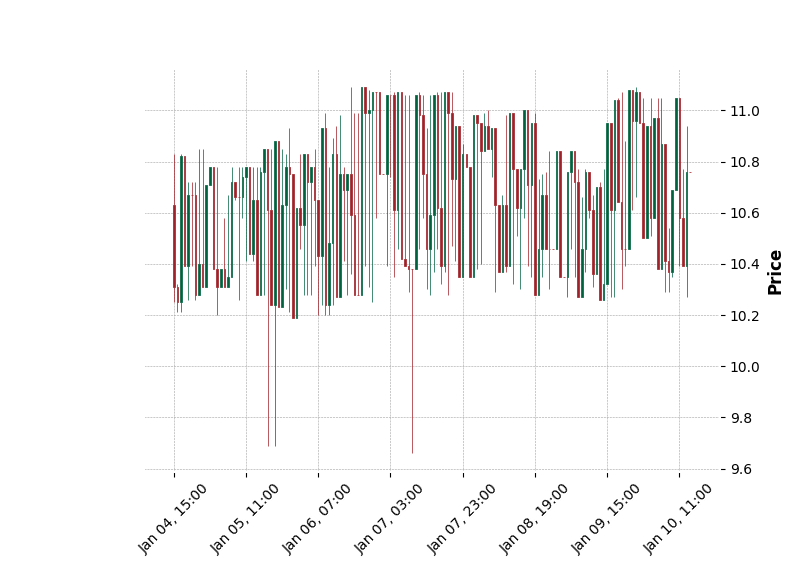 11.0
10.8
10.6
10.4
10.2
10.0
9.8
9.6
Price
Jan 04, 15:00
Jan 05, 11:00
Jan 06, 07:00
Jan 07, 03:00
Jan 07, 23:00
Jan 08, 19:00
Jan 09, 15:00
Jan 10, 11:00